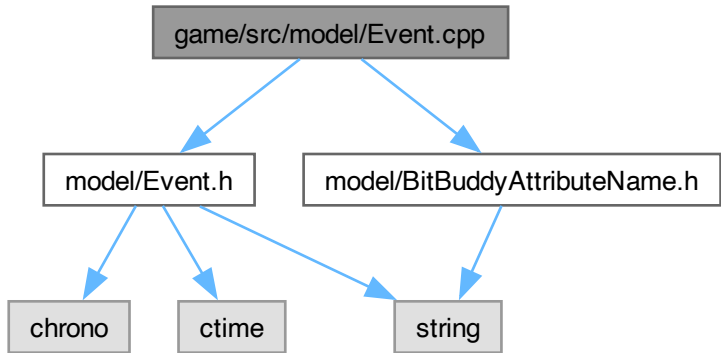 game/src/model/Event.cpp
model/Event.h
model/BitBuddyAttributeName.h
chrono
ctime
string